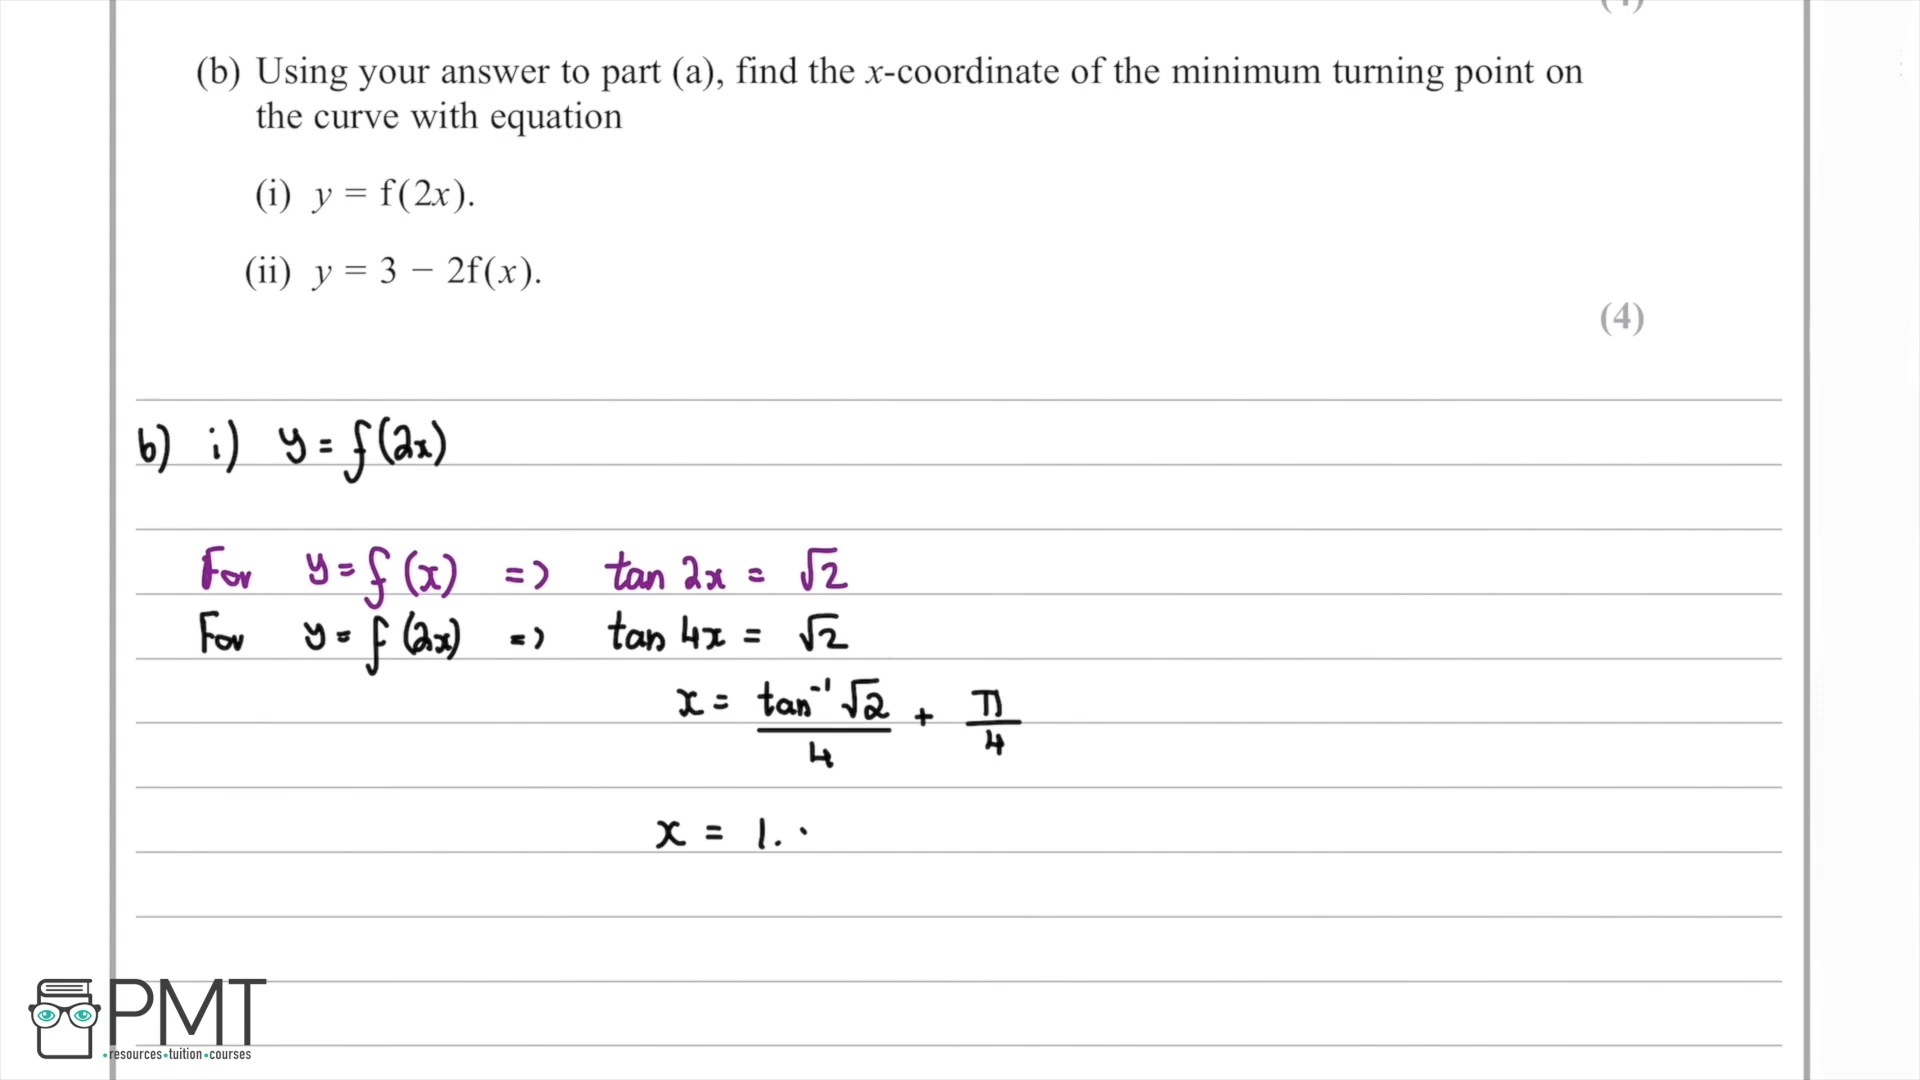 (b) Using your answer to part (a), find the x-coordinate of the minimum turning point on
the curve with equation
(i) y = f(2x).
(ii) y = 3 − 2f(x).
(4)
b) i) y = f(2x)
For y = f(x) => tan 2x = √2
For y = f(2x) => tan 4x = √2
x = tan⁻¹√2/4 + π/4
x = 1.
PMT
•resources•tuition•courses